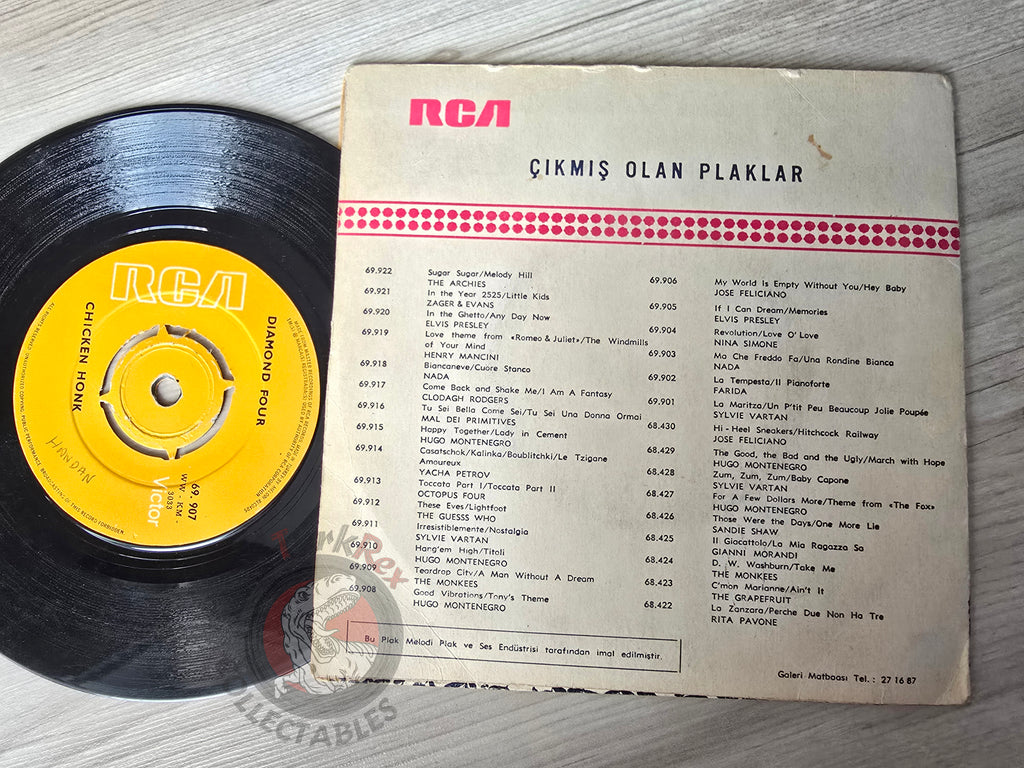 RCA
DIAMOND FOUR
CHICKEN HONK
HANDAN
69. 907
WW. KM.
3083
Victor
RCA
ÇIKMIŞ OLAN PLAKLAR
69.922 Sugar Sugar/Melody Hill
THE ARCHIES
69.921 In the Year 2525/Little Kids
ZAGER & EVANS
69.920 In the Ghetto/Any Day Now
ELVIS PRESLEY
69.919 Love theme from «Romeo & Juliet»/The Windmills
of Your Mind
HENRY MANCINI
69.918 Biancaneve/Cuore Stanco
NADA
69.917 Come Back and Shake Me/I Am A Fantasy
CLODAGH RODGERS
69.916 Tu Sei Bella Come Sei/Tu Sei Una Donna Ormai
MAL DEI PRIMITIVES
69.915 Happy Together/Lady in Cement
HUGO MONTENEGRO
69.914 Casatschok/Kalinka/Boublitchki/Le Tzigane
Amoureux
YACHA PETROV
69.913 Toccata Part I/Toccata Part II
OCTOPUS FOUR
69.912 These Eyes/Lightfoot
THE GUESSS WHO
69.911 Irresistiblemente/Nostalgia
SYLVIE VARTAN
69.910 Hang'em High/Titoli
HUGO MONTENEGRO
69.909 Teardrop City/A Man Without A Dream
THE MONKEES
69.908 Good Vibrations/Tony's Theme
HUGO MONTENEGRO
69.906 My World Is Empty Without You/Hey Baby
JOSE FELICIANO
69.905 If I Can Dream/Memories
ELVIS PRESLEY
69.904 Revolution/Love O' Love
NINA SIMONE
69.903 Ma Che Freddo Fa/Una Rondine Bianca
NADA
69.902 La Tempesta/Il Pianoforte
FARIDA
69.901 La Maritza/Un P'tit Peu Beaucoup Jolie Poupée
SYLVIE VARTAN
68.430 Hi - Heel Sneakers/Hitchcock Railway
JOSE FELICIANO
68.429 The Good, the Bad and the Ugly/March with Hope
HUGO MONTENEGRO
68.428 Zum, Zum, Zum/Baby Capone
SYLVIE VARTAN
68.427 For A Few Dollars More/Theme from «The Fox»
HUGO MONTENEGRO
68.426 Those Were the Days/One More Lie
SANDIE SHAW
68.425 Il Giacattolo/La Mia Ragazza Sa
GIANNI MORANDI
68.424 D. W. Washburn/Take Me
THE MONKEES
68.423 C'mon Marianne/Ain't It
THE GRAPEFRUIT
68.422 La Zanzara/Perche Due Non Ha Tre
RITA PAVONE
Bu Plak Melodi Plak ve Ses Endüstrisi tarafından imal edilmiştir.
Galeri Matbaası Tel.: 27 16 87